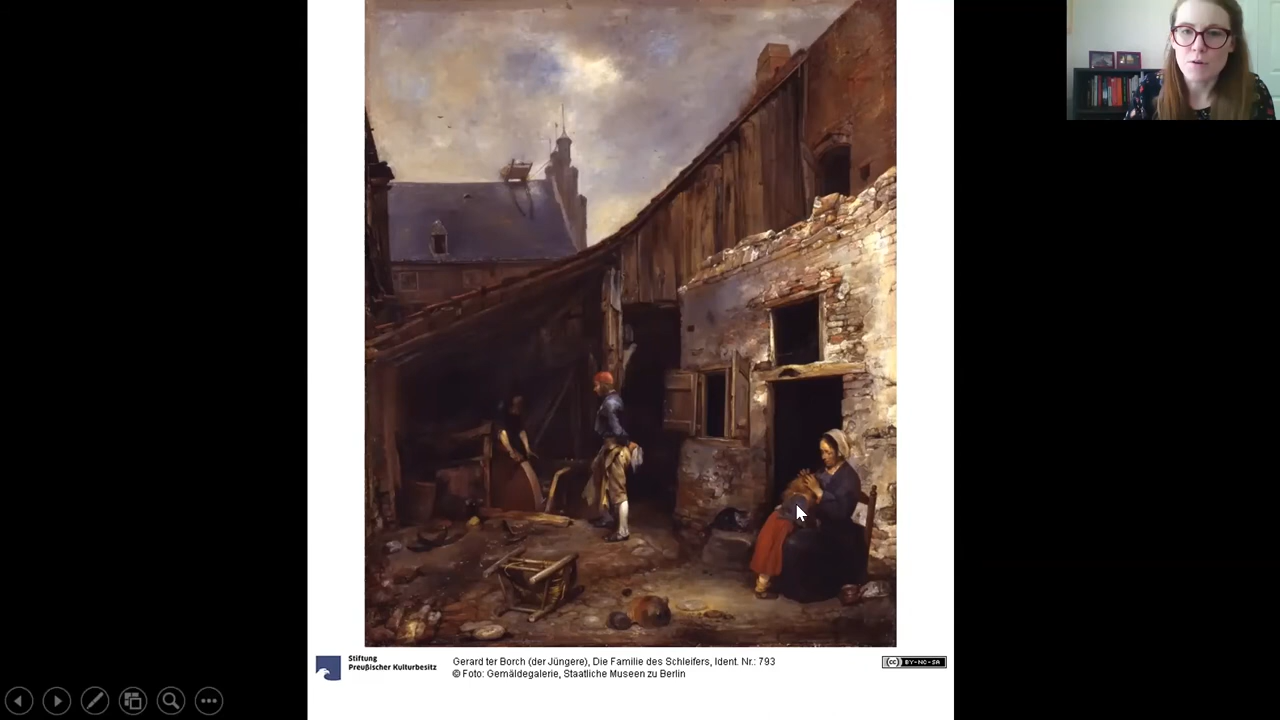 Stiftung
Preußischer Kulturbesitz
Gerard ter Borch (der Jüngere), Die Familie des Schleifers, Ident. Nr.: 793
© Foto: Gemäldegalerie, Staatliche Museen zu Berlin
(cc) BY-NC-SA